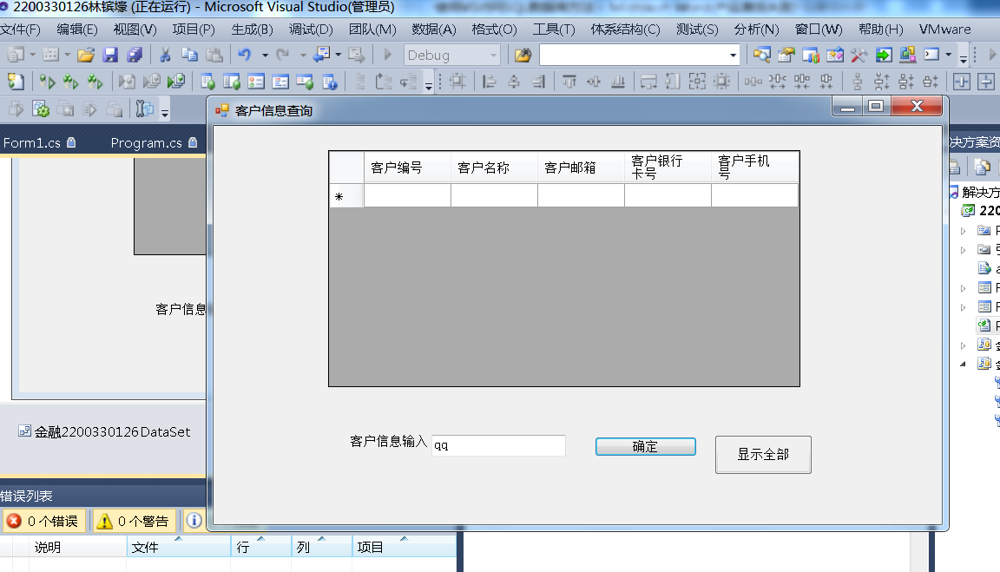 2200330126林镔壕 (正在运行) - Microsoft Visual Studio(管理员)
文件(F) 编辑(E) 视图(V) 项目(P) 生成(B) 调试(D) 团队(M) 数据(A) 格式(O) 工具(T) 体系结构(C) 测试(S) 分析(N) 窗口(W) 帮助(H) VMware
Debug
客户信息查询
Form1.cs Program.cs
决方案资
客户编号 客户名称 客户邮箱 客户银行卡号 客户手机号
解决方
220
客户信息
客户信息输入 qq 确定 显示全部
金融2200330126DataSet
错误列表
0 个错误 0 个警告
说明 文件 行 列 项目